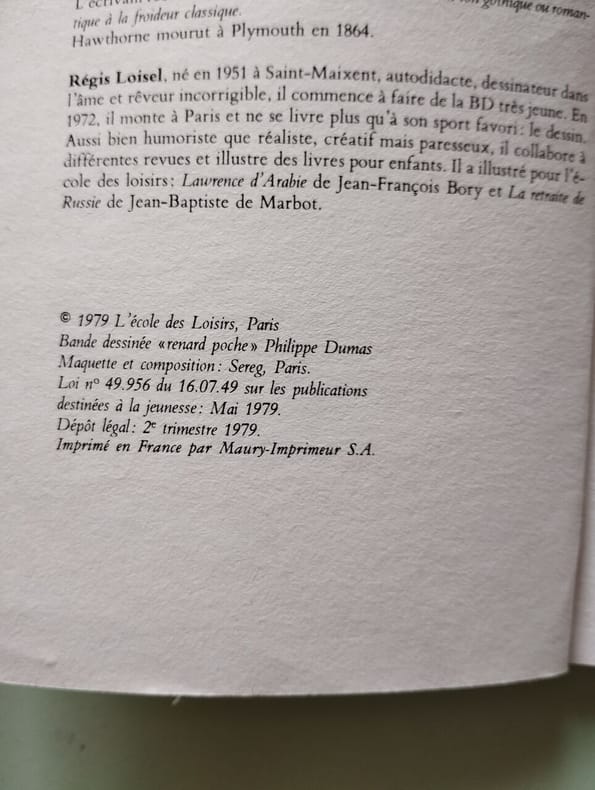 L'écrivain
gothique ou roman-
tique à la froideur classique.
Hawthorne mourut à Plymouth en 1864.
Régis Loisel, né en 1951 à Saint-Maixent, autodidacte, dessinateur dans
l'âme et rêveur incorrigible, il commence à faire de la BD très jeune. En
1972, il monte à Paris et ne se livre plus qu'à son sport favori : le dessin.
Aussi bien humoriste que réaliste, créatif mais paresseux, il collabore à
différentes revues et illustre des livres pour enfants. Il a illustré pour l'é-
cole des loisirs : Lawrence d'Arabie de Jean-François Bory et La retraite de
Russie de Jean-Baptiste de Marbot.
© 1979 L'école des Loisirs, Paris
Bande dessinée «renard poche» Philippe Dumas
Maquette et composition : Sereg, Paris.
Loi n° 49.956 du 16.07.49 sur les publications
destinées à la jeunesse : Mai 1979.
Dépôt légal : 2e trimestre 1979.
Imprimé en France par Maury-Imprimeur S.A.